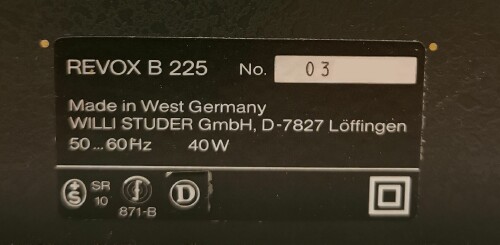 REVOX B 225 No. 03
Made in West Germany
WILLI STUDER GmbH, D-7827 Löffingen
50...60Hz 40W
S SR 10 871-B D